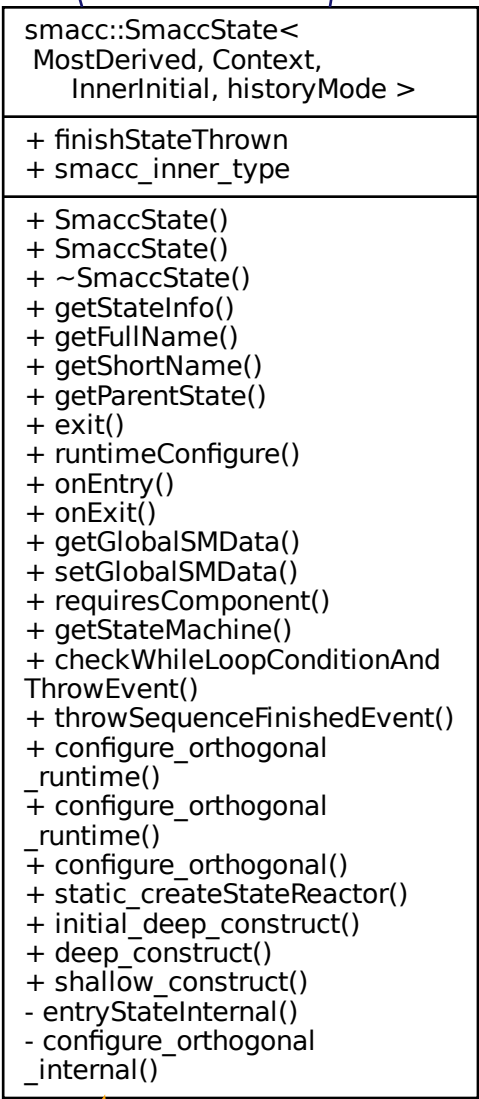 smacc::SmaccState<
MostDerived, Context,
InnerInitial, historyMode >
+ finishStateThrown
+ smacc_inner_type
+ SmaccState()
+ SmaccState()
+ ~SmaccState()
+ getStateInfo()
+ getFullName()
+ getShortName()
+ getParentState()
+ exit()
+ runtimeConfigure()
+ onEntry()
+ onExit()
+ getGlobalSMData()
+ setGlobalSMData()
+ requiresComponent()
+ getStateMachine()
+ checkWhileLoopConditionAnd
ThrowEvent()
+ throwSequenceFinishedEvent()
+ configure_orthogonal
_runtime()
+ configure_orthogonal
_runtime()
+ configure_orthogonal()
+ static_createStateReactor()
+ initial_deep_construct()
+ deep_construct()
+ shallow_construct()
- entryStateInternal()
- configure_orthogonal
_internal()